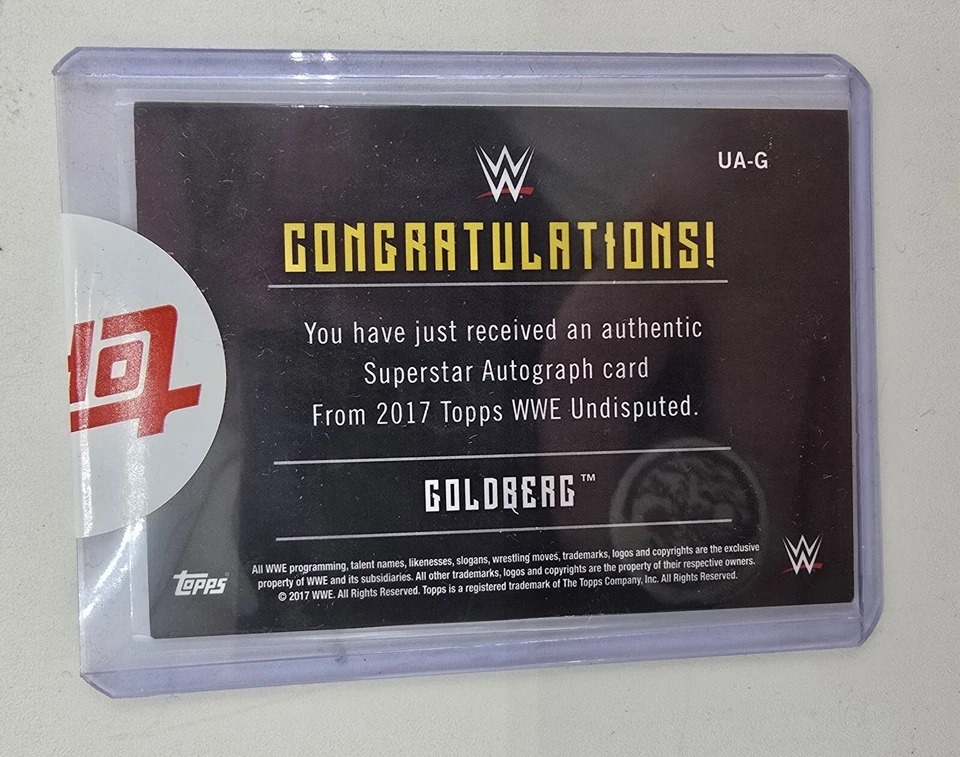 W
UA-G
CONGRATULATIONS!
You have just received an authentic
Superstar Autograph card
From 2017 Topps WWE Undisputed.
GOLDBERG™
All WWE programming, talent names, likenesses, slogans, wrestling moves, trademarks, logos and copyrights are the exclusive
property of WWE and its subsidiaries. All other trademarks, logos and copyrights are the property of their respective owners.
© 2017 WWE. All Rights Reserved. Topps is a registered trademark of The Topps Company, Inc. All Rights Reserved.
topps
W